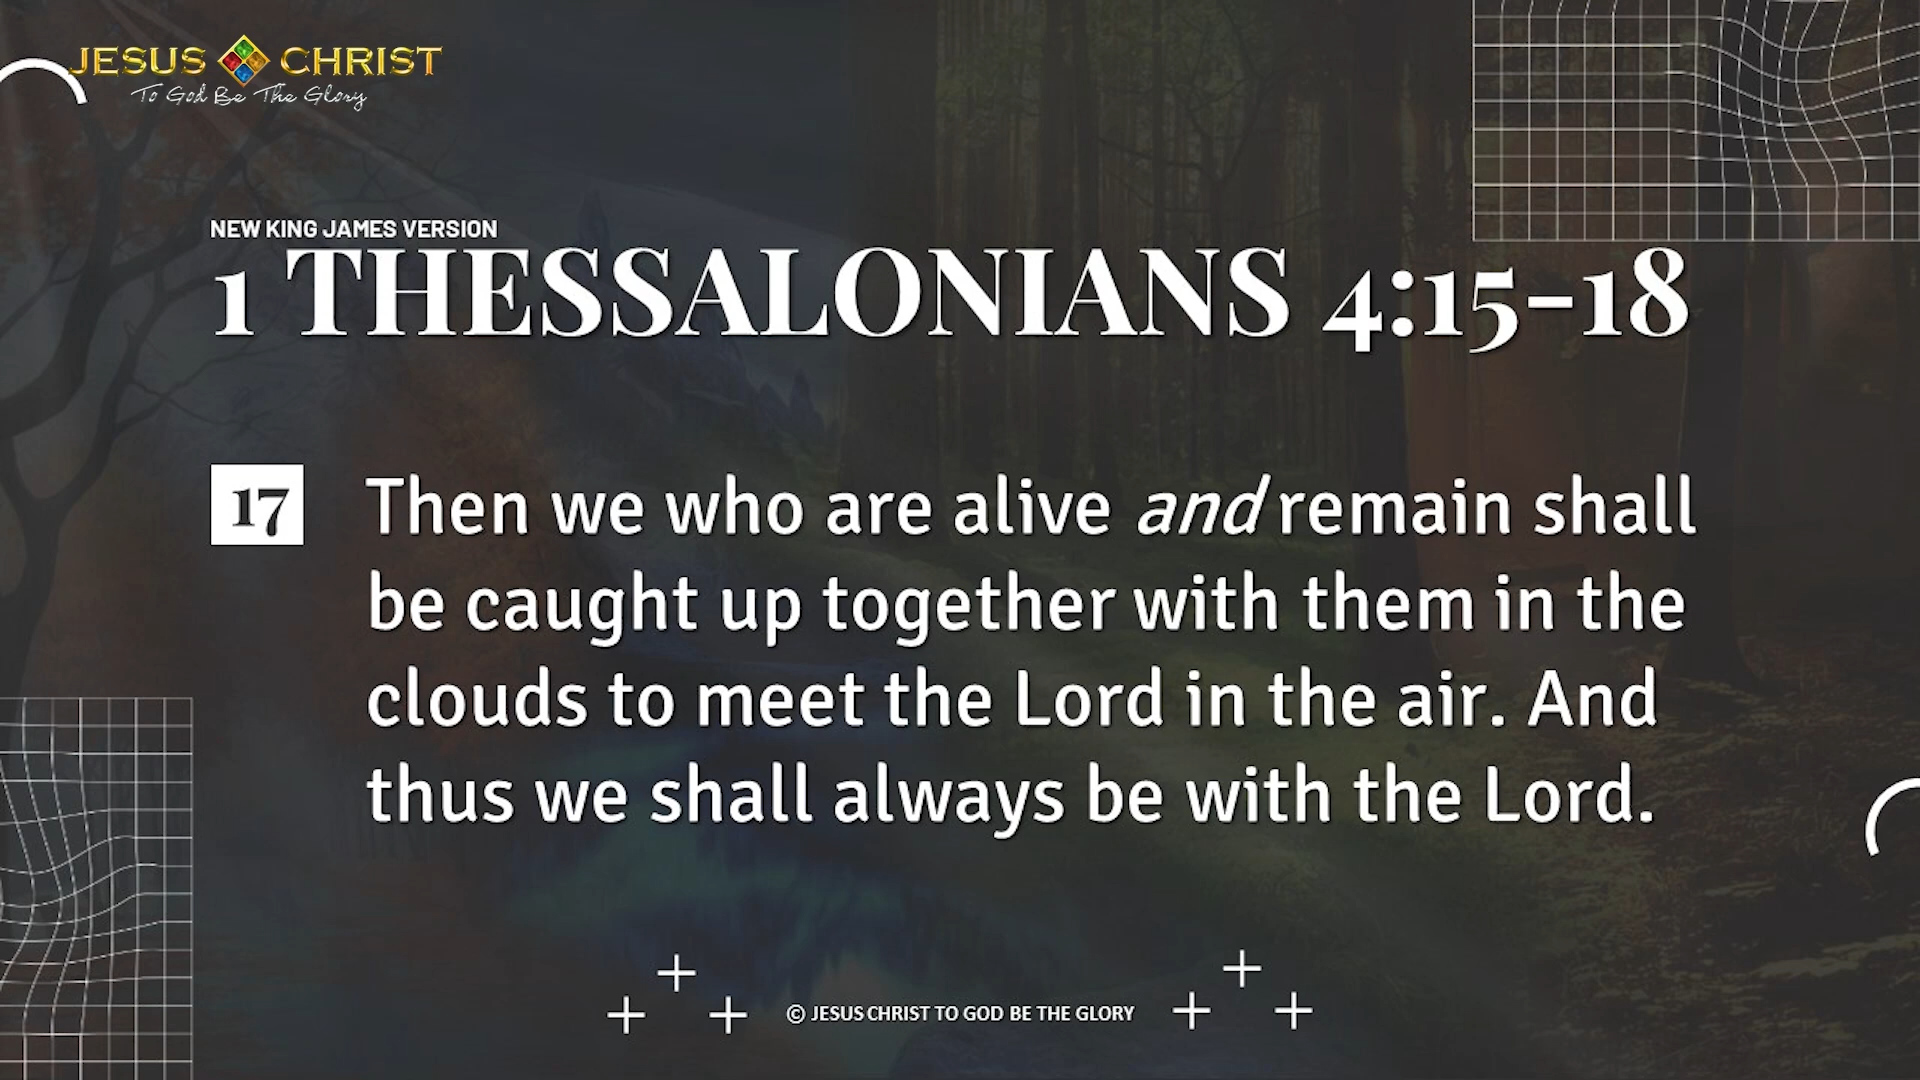 JESUS CHRIST
To God Be The Glory
NEW KING JAMES VERSION
1 THESSALONIANS 4:15-18
17
Then we who are alive and remain shall
be caught up together with them in the
clouds to meet the Lord in the air. And
thus we shall always be with the Lord.
© JESUS CHRIST TO GOD BE THE GLORY